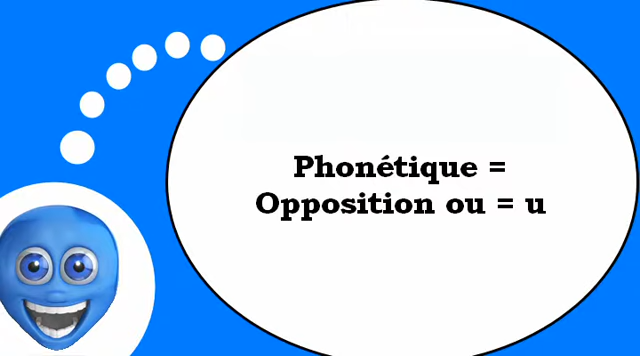 Phonétique =
Opposition ou = u